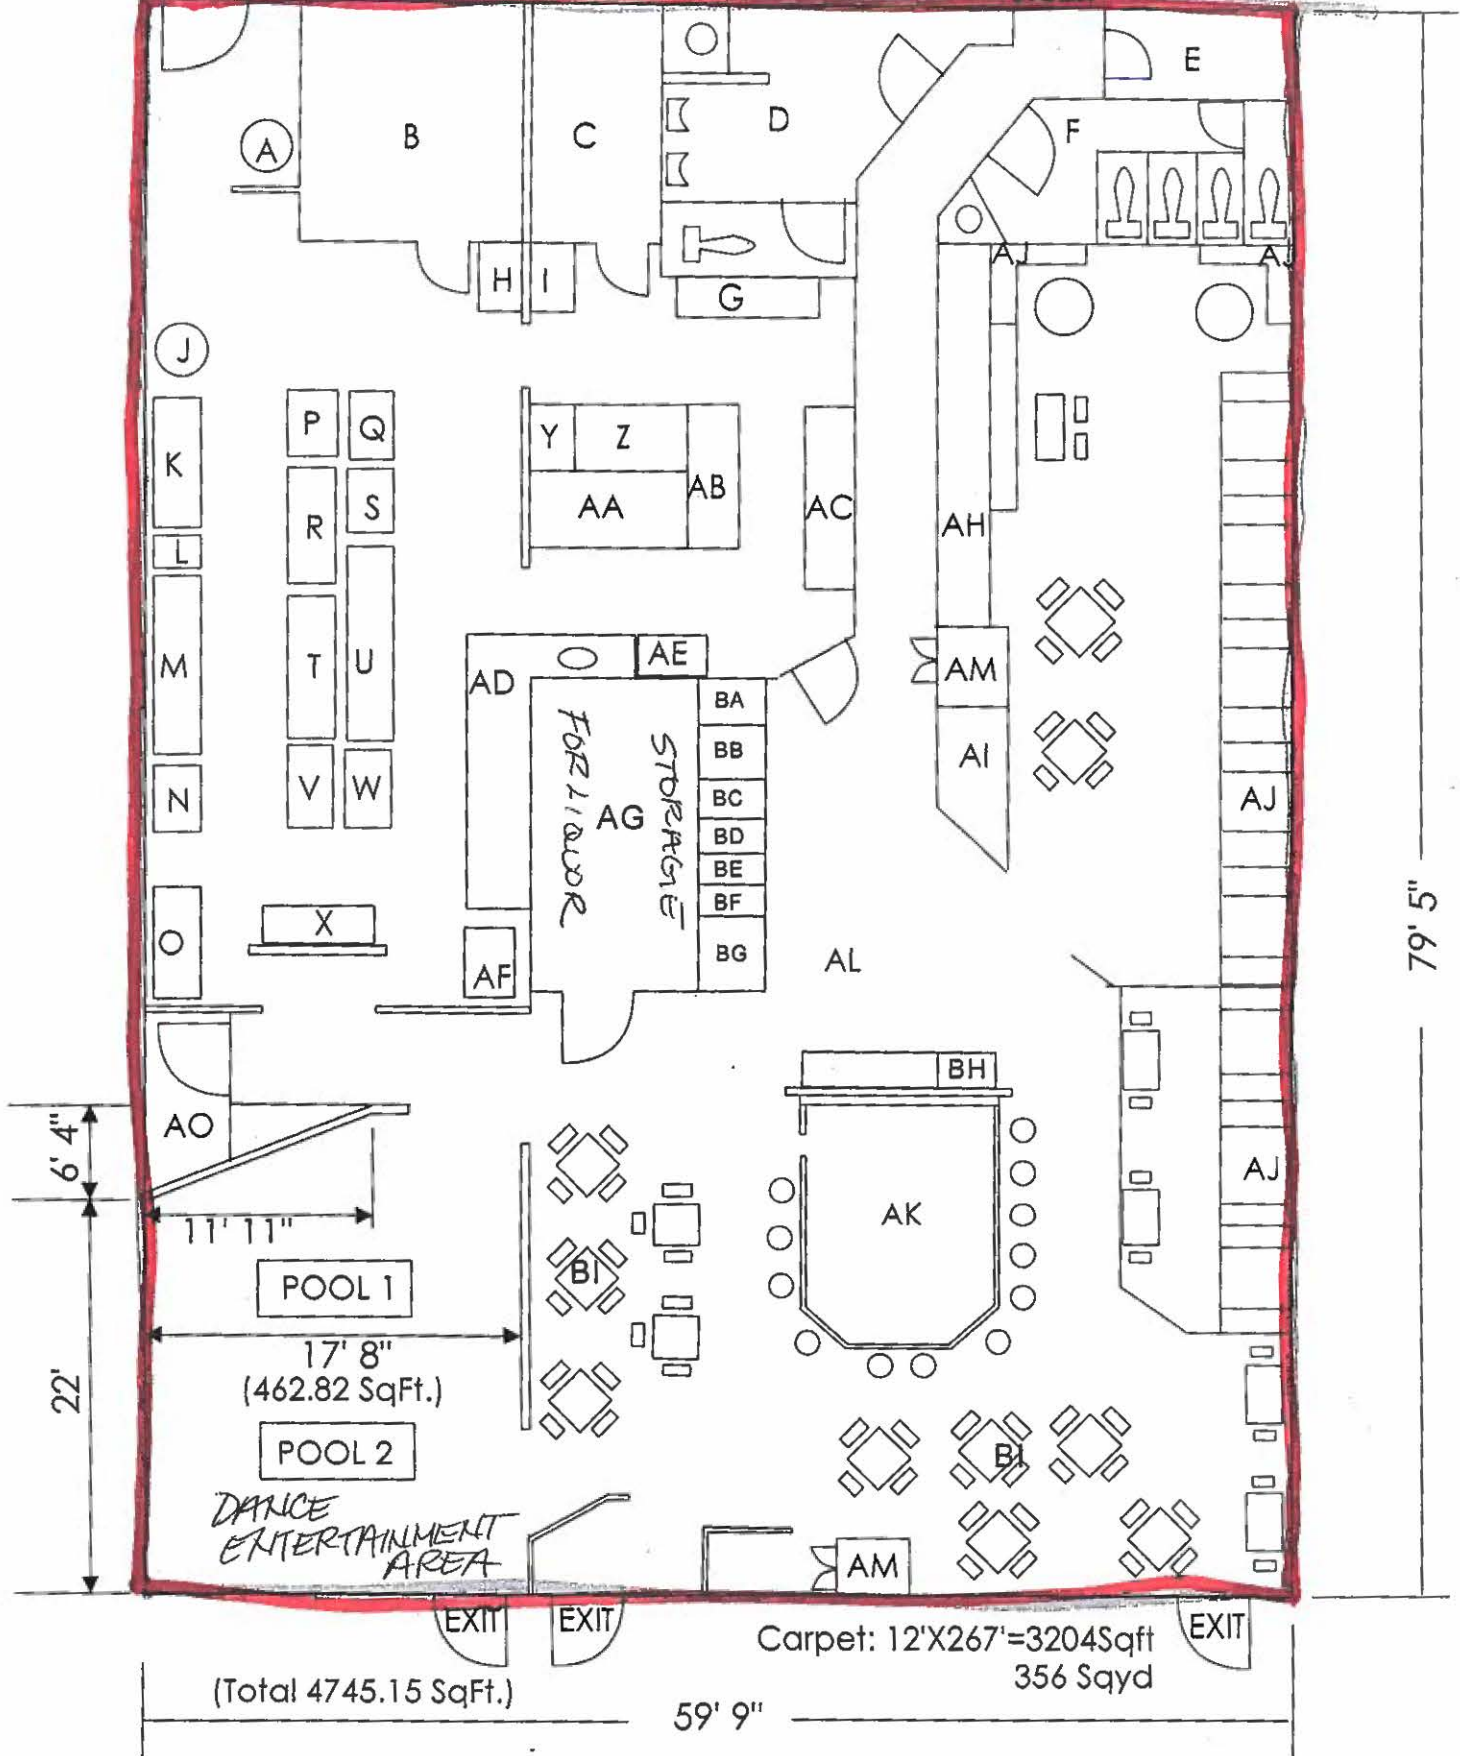 E
B
C
D
F
A
AJ
AJ
H
I
G
J
P
Q
Y
Z
K
AB
S
AA
AC
R
AH
L
AE
M
T
U
AD
AM
BA
BB
AI
V
W
N
BC
AJ
FOR LIQUOR
STORAGE
AG
BD
BE
BF
X
O
BG
AL
AF
79' 5"
BH
AO
6' 4"
AJ
AK
11' 11"
BI
POOL 1
17' 8"
(462.82 SqFt.)
22'
POOL 2
BI
DANCE
ENTERTAINMENT
AREA
AM
EXIT
EXIT
EXIT
Carpet: 12'X267'=3204Sqft
356 Sqyd
(Total 4745.15 SqFt.)
59' 9"